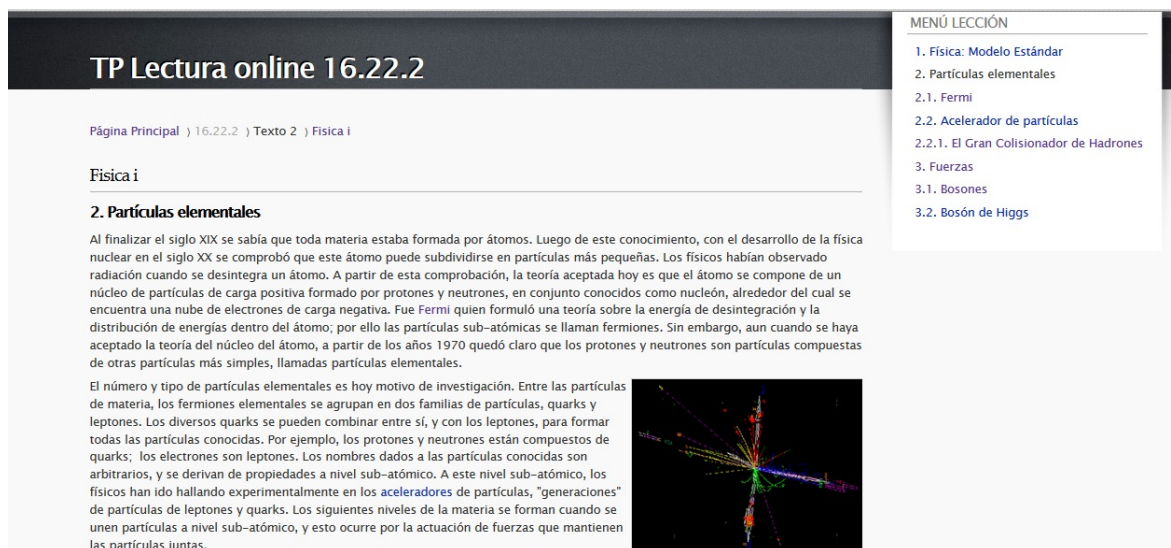 TP Lectura online 16.22.2
Página Principal ) 16.22.2 ) Texto 2 ) Fisica i
Fisica i
2. Partículas elementales
Al finalizar el siglo XIX se sabía que toda materia estaba formada por átomos. Luego de este conocimiento, con el desarrollo de la física
nuclear en el siglo XX se comprobó que este átomo puede subdividirse en partículas más pequeñas. Los físicos habían observado
radiación cuando se desintegra un átomo. A partir de esta comprobación, la teoría aceptada hoy es que el átomo se compone de un
núcleo de partículas de carga positiva formado por protones y neutrones, en conjunto conocidos como nucleón, alrededor del cual se
encuentra una nube de electrones de carga negativa. Fue Fermi quien formuló una teoría sobre la energía de desintegración y la
distribución de energías dentro del átomo; por ello las partículas sub-atómicas se llaman fermiones. Sin embargo, aun cuando se haya
aceptado la teoría del núcleo del átomo, a partir de los años 1970 quedó claro que los protones y neutrones son partículas compuestas
de otras partículas más simples, llamadas partículas elementales.
El número y tipo de partículas elementales es hoy motivo de investigación. Entre las partículas
de materia, los fermiones elementales se agrupan en dos familias de partículas, quarks y
leptones. Los diversos quarks se pueden combinar entre sí, y con los leptones, para formar
todas las partículas conocidas. Por ejemplo, los protones y neutrones están compuestos de
quarks; los electrones son leptones. Los nombres dados a las partículas conocidas son
arbitrarios, y se derivan de propiedades a nivel sub-atómico. A este nivel sub-atómico, los
físicos han ido hallando experimentalmente en los aceleradores de partículas, "generaciones"
de partículas de leptones y quarks. Los siguientes niveles de la materia se forman cuando se
unen partículas a nivel sub-atómico, y esto ocurre por la actuación de fuerzas que mantienen
las partículas juntas.
MENÚ LECCIÓN
1. Física: Modelo Estándar
2. Partículas elementales
2.1. Fermi
2.2. Acelerador de partículas
2.2.1. El Gran Colisionador de Hadrones
3. Fuerzas
3.1. Bosones
3.2. Bosón de Higgs